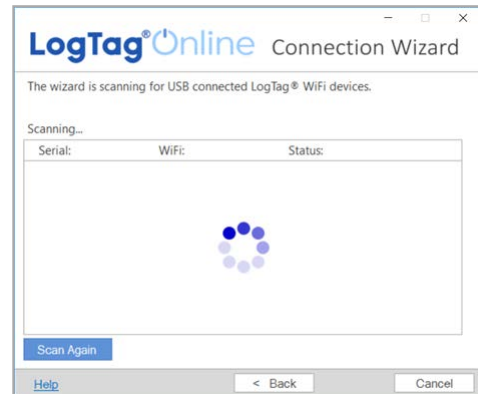 LogTag® Online Connection Wizard
The wizard is scanning for USB connected LogTag® WiFi devices.
Scanning...
Serial: WiFi: Status:
Scan Again
Help < Back Cancel